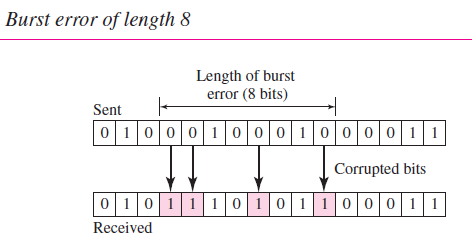 Burst error of length 8
Length of burst
error (8 bits)
Sent
0 1 0 0 0 1 0 0 0 1 0 0 0 0 1 1
Corrupted bits
0 1 0 1 1 1 0 1 0 1 1 0 0 0 1 1
Received